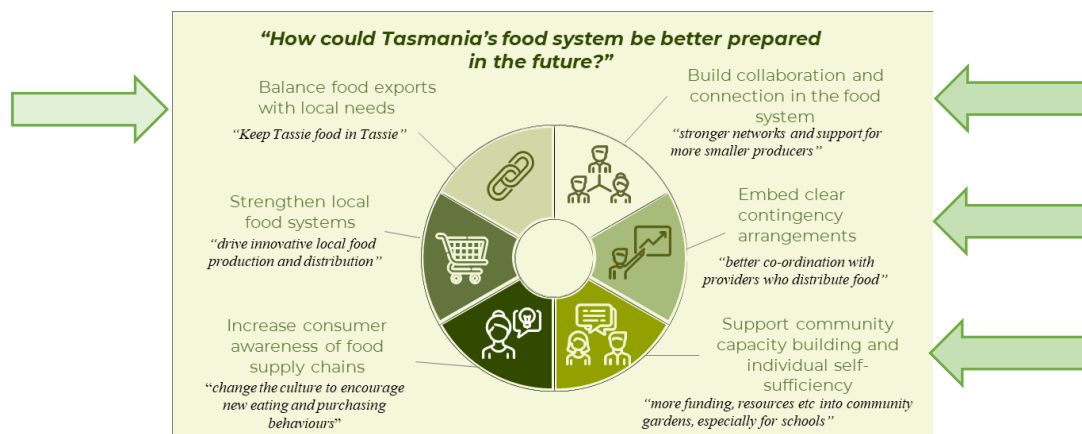 “How could Tasmania’s food system be better prepared
in the future?”
Balance food exports
with local needs
“Keep Tassie food in Tassie”
Build collaboration and
connection in the food
system
“stronger networks and support for
more smaller producers”
Strengthen local
food systems
“drive innovative local food
production and distribution”
Embed clear
contingency
arrangements
“better co-ordination with
providers who distribute food”
Increase consumer
awareness of food
supply chains
“change the culture to encourage
new eating and purchasing
behaviours”
Support community
capacity building and
individual self-
sufficiency
“more funding, resources etc into community
gardens, especially for schools”